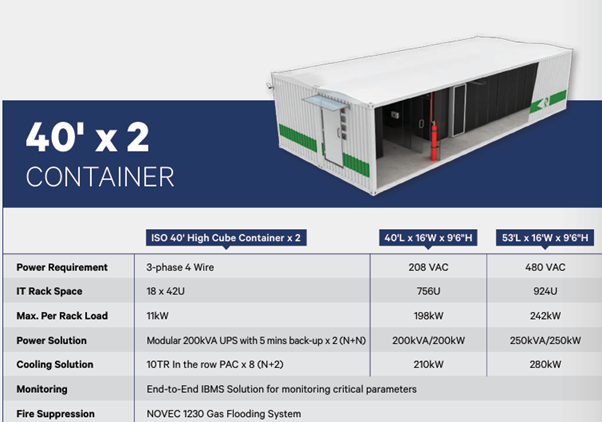 40' x 2
CONTAINER
ISO 40' High Cube Container x 2 40'L x 16'W x 9'6"H 53'L x 16'W x 9'6"H
Power Requirement 3-phase 4 Wire 208 VAC 480 VAC
IT Rack Space 18 x 42U 756U 924U
Max. Per Rack Load 11kW 198kW 242kW
Power Solution Modular 200kVA UPS with 5 mins back-up x 2 (N+N) 200kVA/200kW 250kVA/250kW
Cooling Solution 10TR In the row PAC x 8 (N+2) 210kW 280kW
Monitoring End-to-End IBMS Solution for monitoring critical parameters
Fire Suppression NOVEC 1230 Gas Flooding System